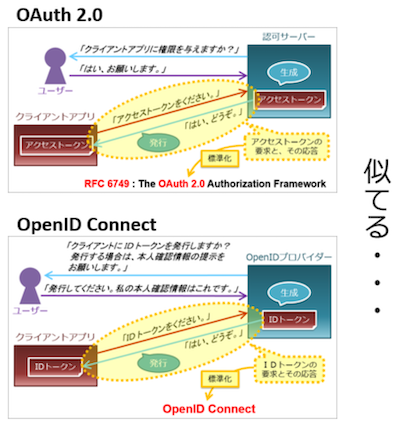 OAuth 2.0
「クライアントアプリに権限を与えますか？」
認可サーバー
「はい、お願いします。」
生成
ユーザー
「アクセストークンをください。」
アクセストークン
クライアントアプリ
アクセストークン
「はい、どうぞ。」
発行
アクセストークンの
要求と、その応答
標準化
RFC 6749 : The OAuth 2.0 Authorization Framework
似てる・・・
OpenID Connect
「クライアントにIDトークンを発行しますか？
発行する場合は、本人確認情報の提示を
お願いします。」
OpenIDプロバイダー
「発行してください。私の本人確認情報はこれです。」
生成
ユーザー
「IDトークンをください。」
IDトークン
クライアントアプリ
IDトークン
「はい、どうぞ。」
発行
IDトークンの
要求とその応答
標準化
OpenID Connect